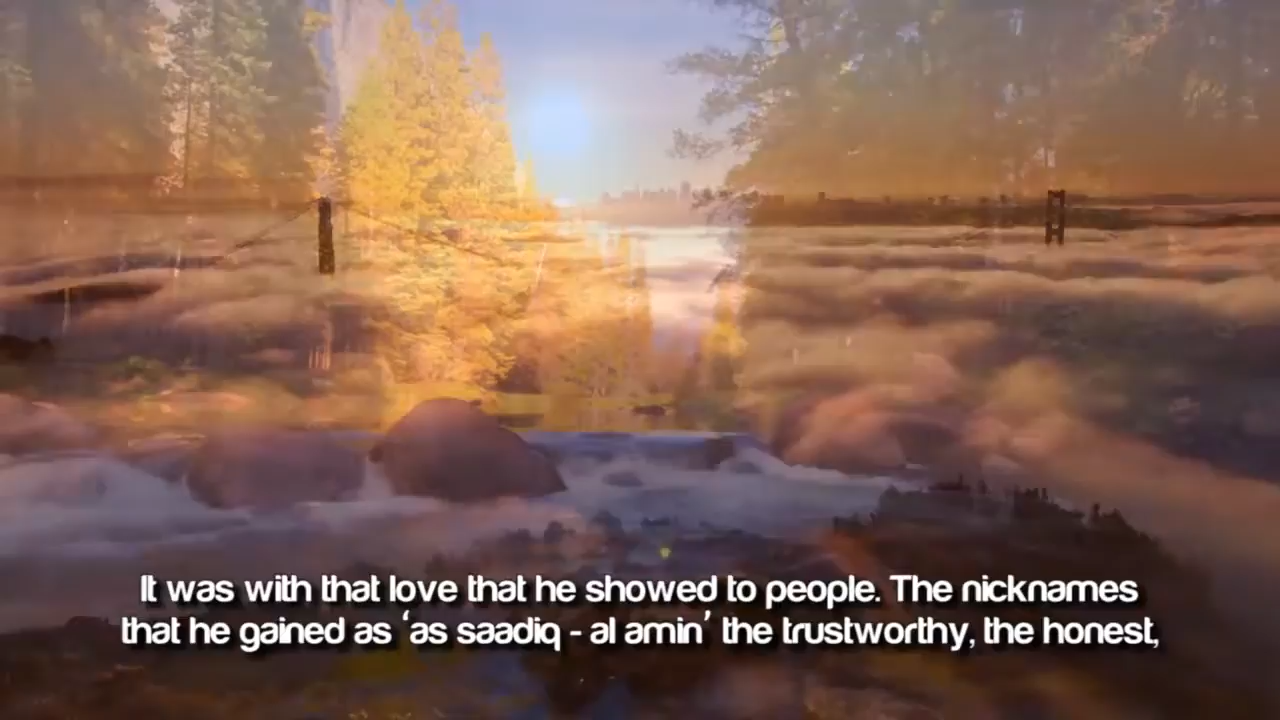 It was with that love that he showed to people. The nicknames
that he gained as ‘as saadiq - al amin’ the trustworthy, the honest,